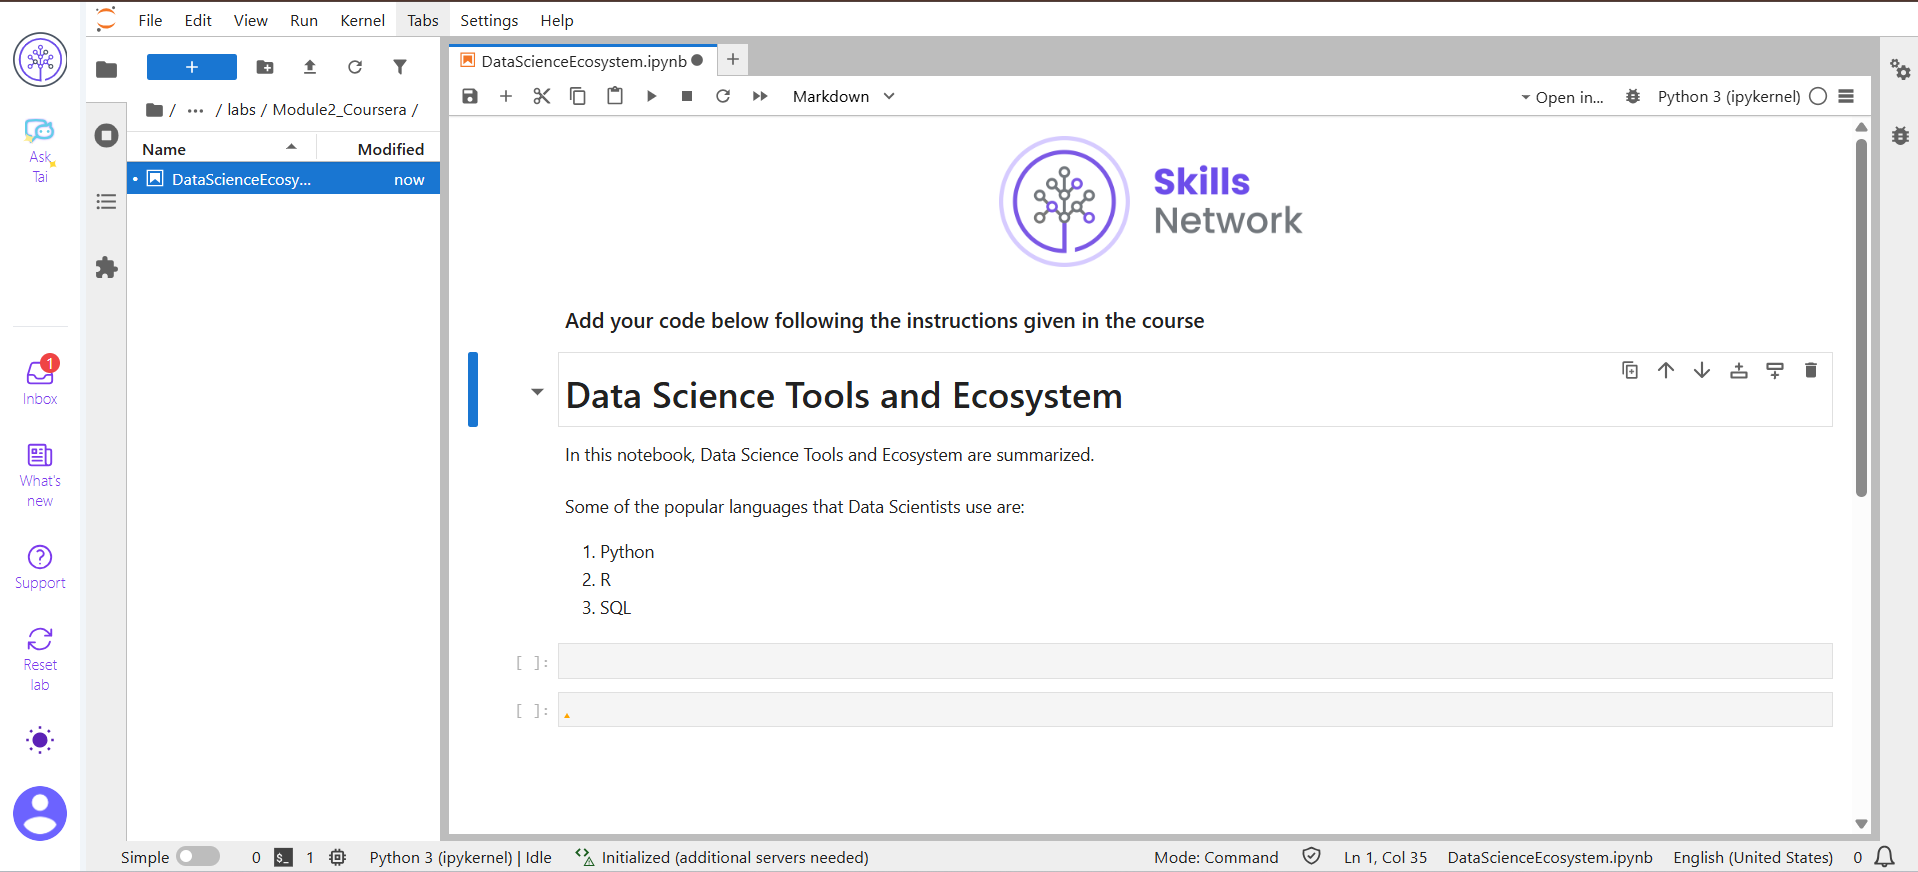 File Edit View Run Kernel Tabs Settings Help
Ask
Tai
1
Inbox
What's
new
Support
Reset
lab
+
/ ... / labs / Module2_Coursera /
Name Modified
DataScienceEcosy... now
DataScienceEcosystem.ipynb
+
Markdown
Open in...
Python 3 (ipykernel)
Skills
Network
Add your code below following the instructions given in the course
Data Science Tools and Ecosystem
In this notebook, Data Science Tools and Ecosystem are summarized.
Some of the popular languages that Data Scientists use are:
1. Python
2. R
3. SQL
[ ]:
[ ]:
Simple 0 $_ 1 Python 3 (ipykernel) | Idle Initialized (additional servers needed) Mode: Command Ln 1, Col 35 DataScienceEcosystem.ipynb English (United States) 0